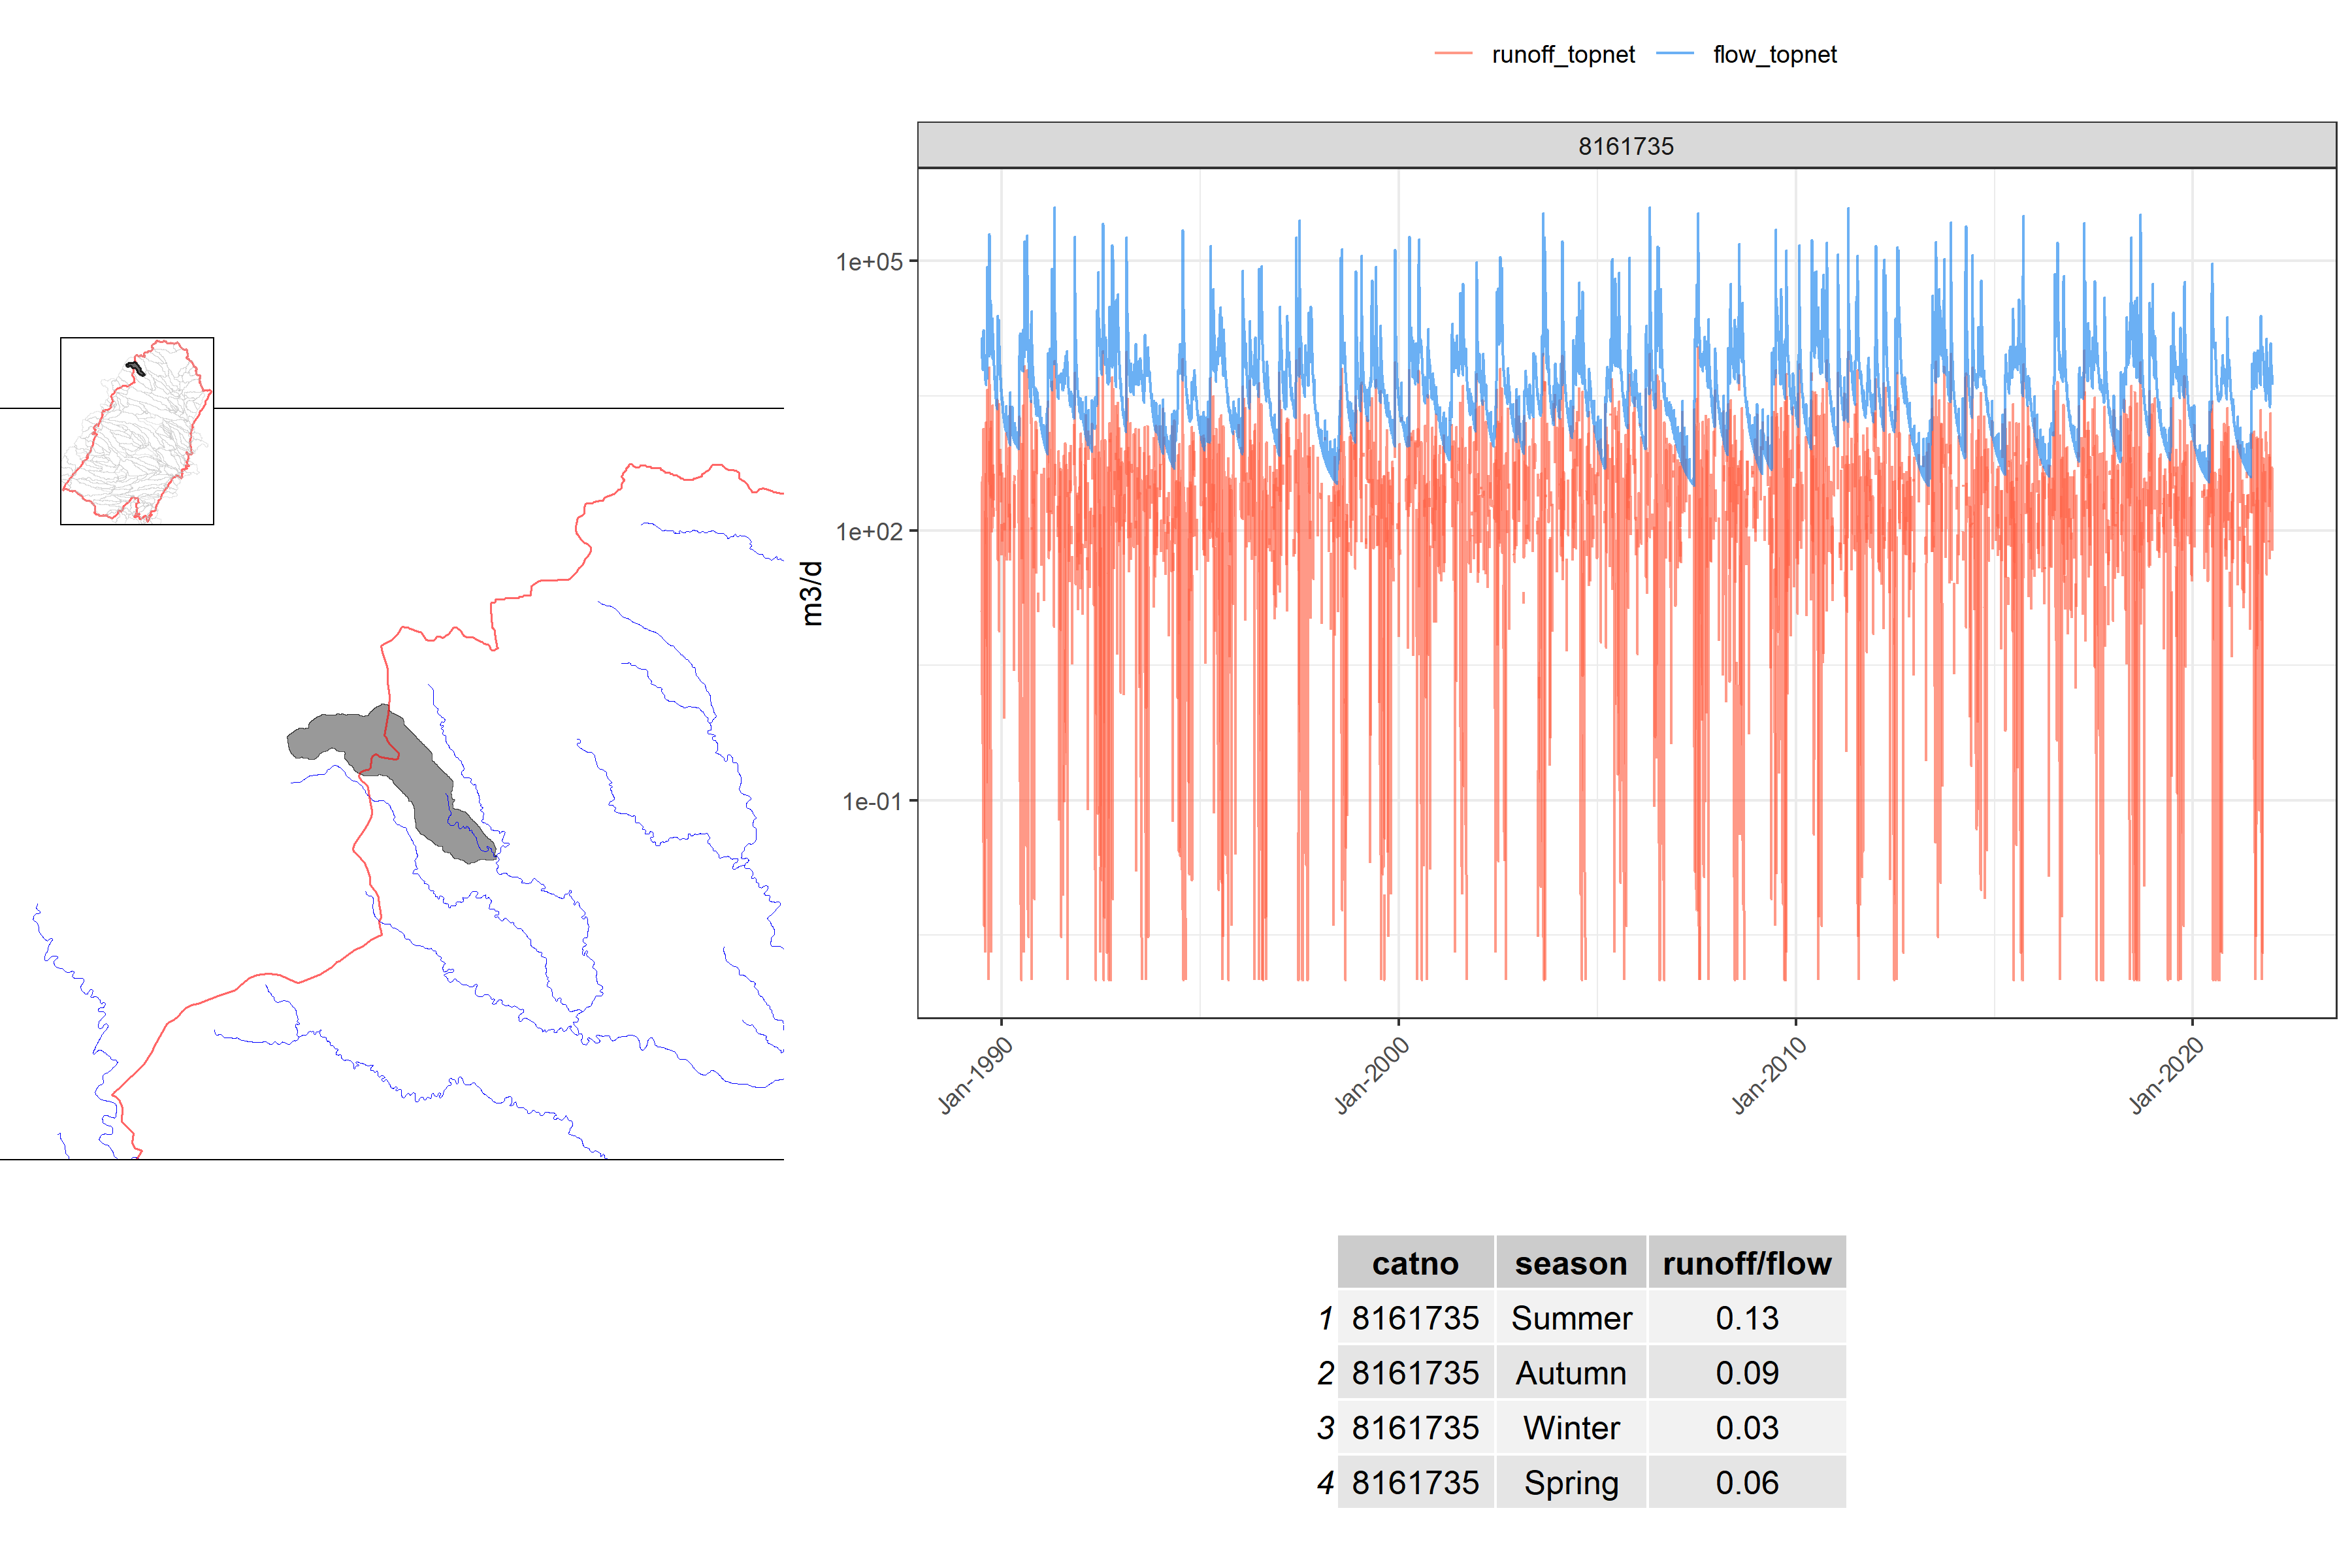 runoff_topnet flow_topnet
8161735
1e+05
1e+02
1e-01
m3/d
Jan-1990
Jan-2000
Jan-2010
Jan-2020
catno season runoff/flow
1 8161735 Summer 0.13
2 8161735 Autumn 0.09
3 8161735 Winter 0.03
4 8161735 Spring 0.06